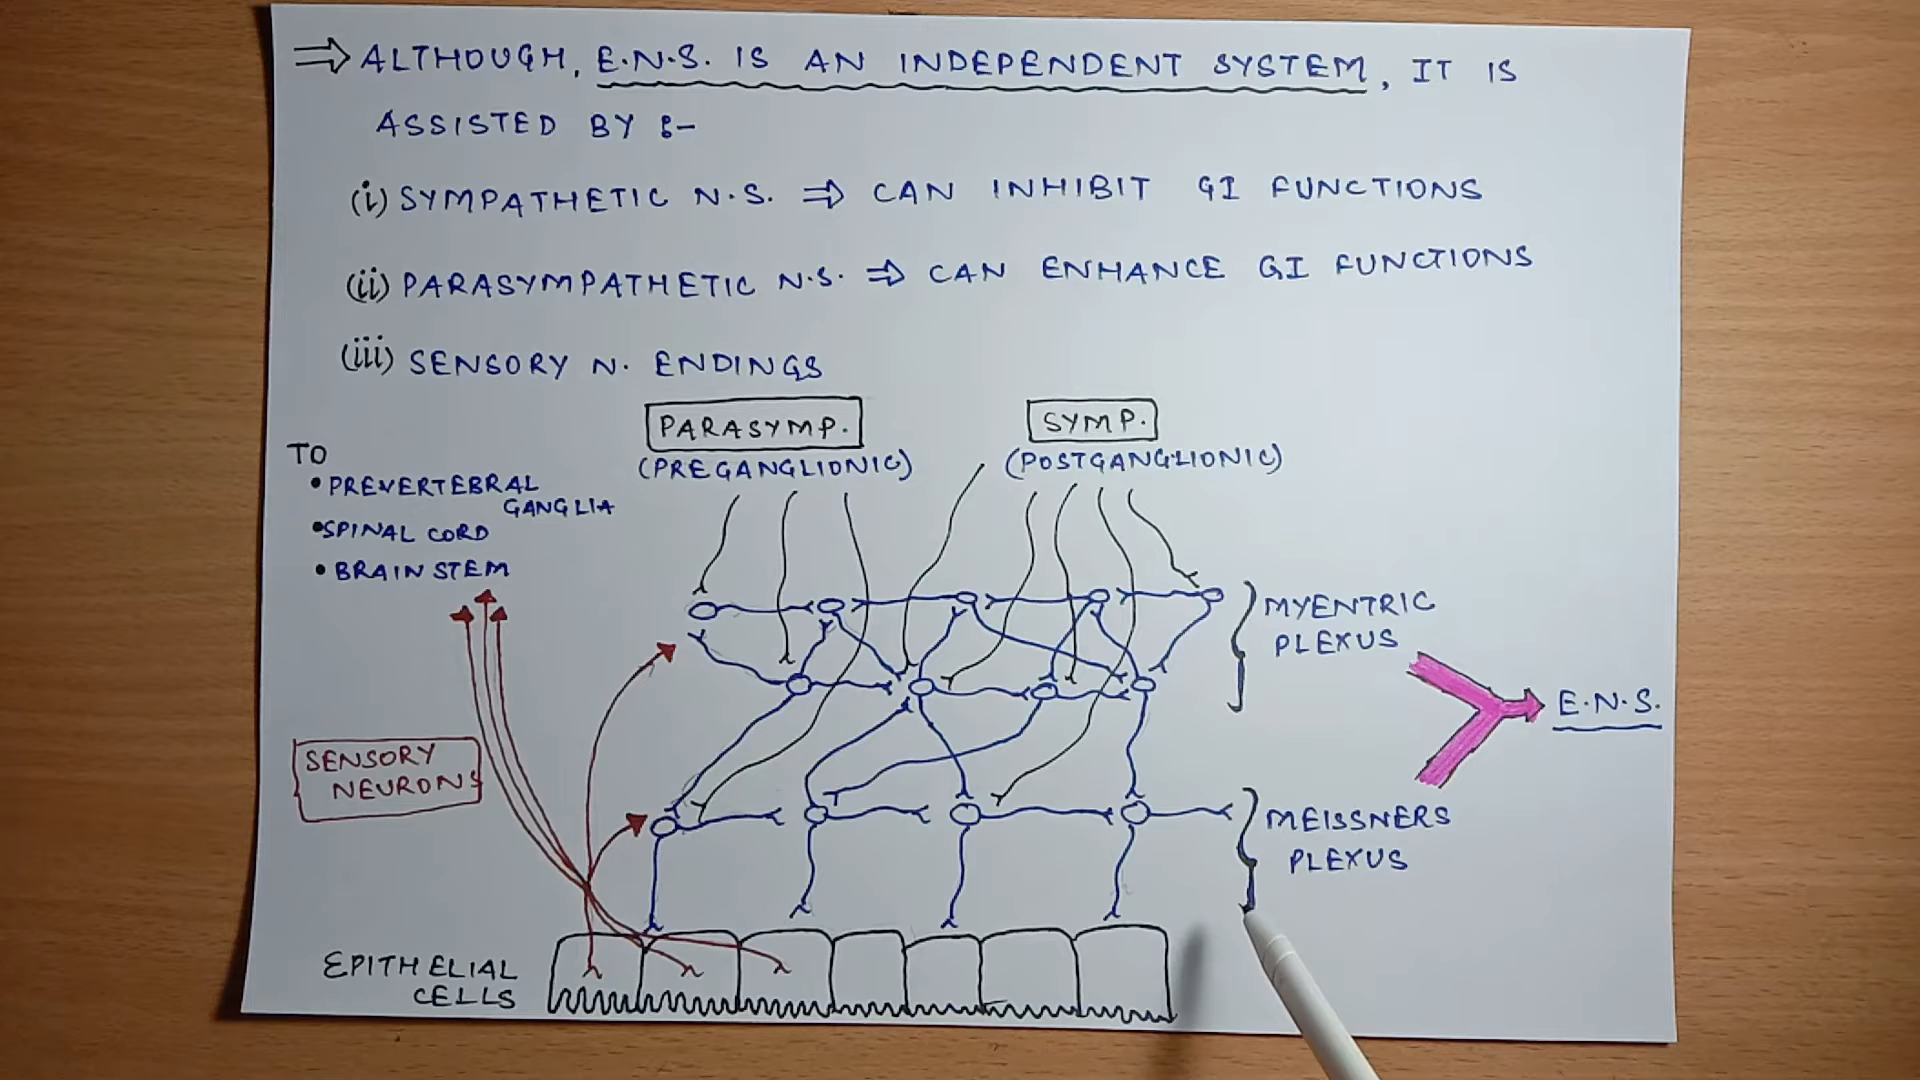 ⇒ ALTHOUGH, E.N.S. IS AN INDEPENDENT SYSTEM, IT IS
ASSISTED BY :-
(i) SYMPATHETIC N.S. ⇒ CAN INHIBIT GI FUNCTIONS
(ii) PARASYMPATHETIC N.S. ⇒ CAN ENHANCE GI FUNCTIONS
(iii) SENSORY N. ENDINGS
PARASYMP.
(PREGANGLIONIC)
SYMP.
(POSTGANGLIONIC)
TO
• PREVERTEBRAL
GANGLIA
• SPINAL CORD
• BRAIN STEM
MYENTRIC
PLEXUS
E.N.S.
SENSORY
NEURONS
MEISSNERS
PLEXUS
EPITHELIAL
CELLS